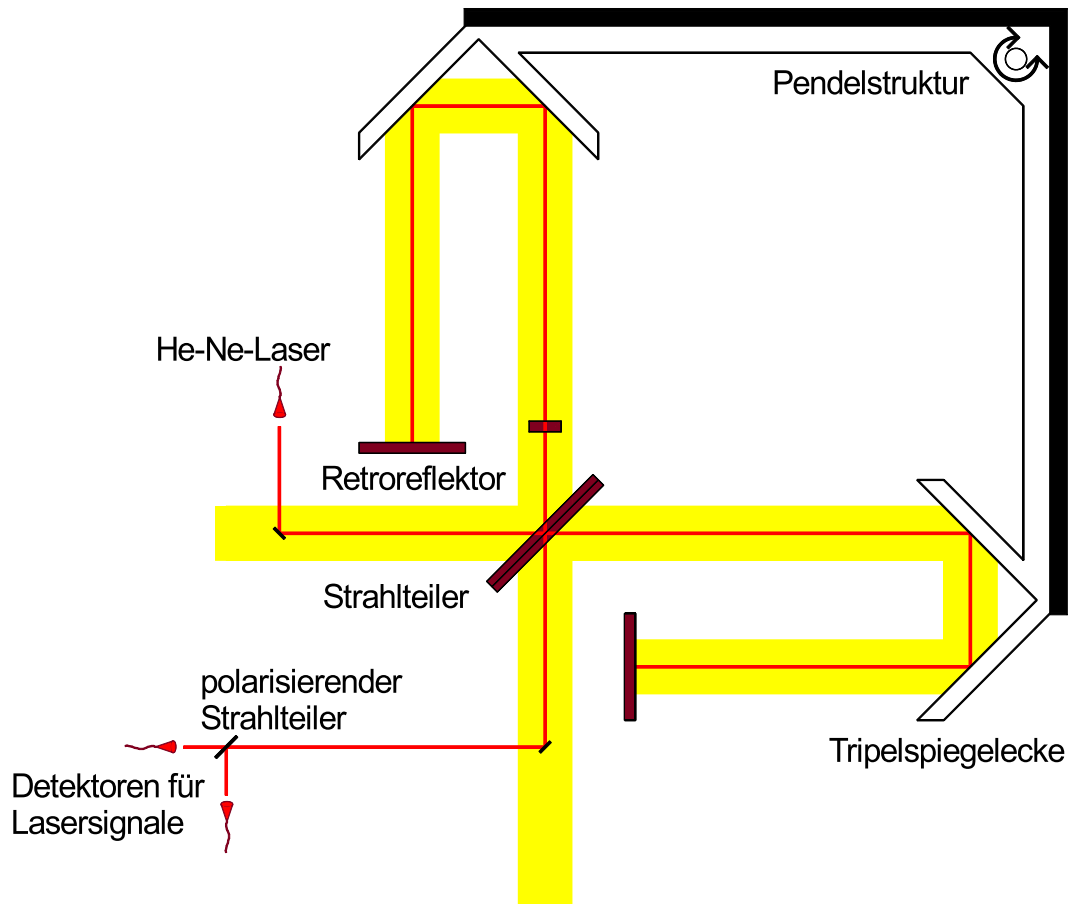 Pendelstruktur
He-Ne-Laser
Retroreflektor
Strahlteiler
polarisierender
Strahlteiler
Tripelspiegelecke
Detektoren für
Lasersignale